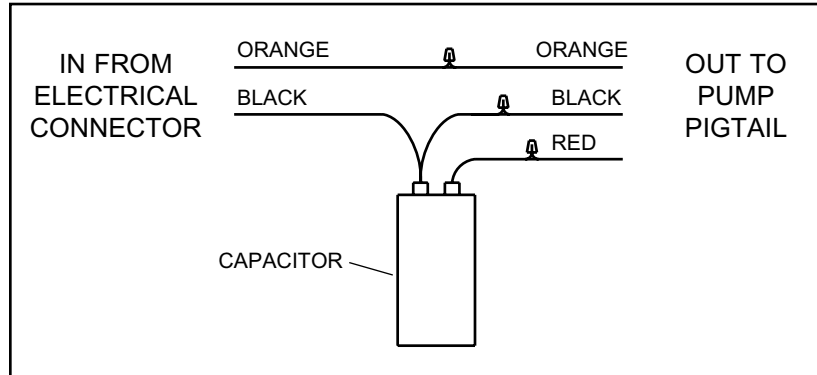 IN FROM
ELECTRICAL
CONNECTOR
ORANGE
ORANGE
BLACK
BLACK
RED
OUT TO
PUMP
PIGTAIL
CAPACITOR